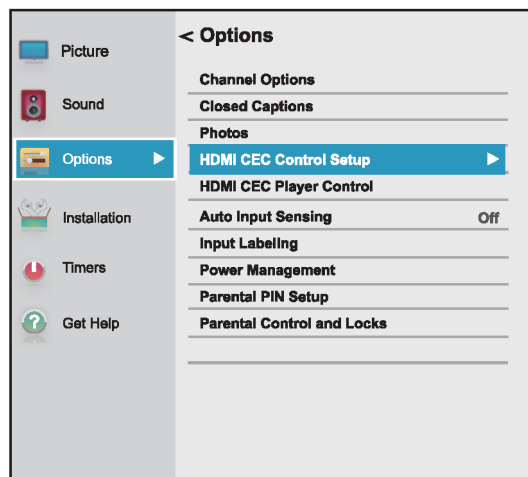 Picture
Sound
Options
Installation
Timers
Get Help
< Options
Channel Options
Closed Captions
Photos
HDMI CEC Control Setup
HDMI CEC Player Control
Auto Input Sensing Off
Input Labeling
Power Management
Parental PIN Setup
Parental Control and Locks